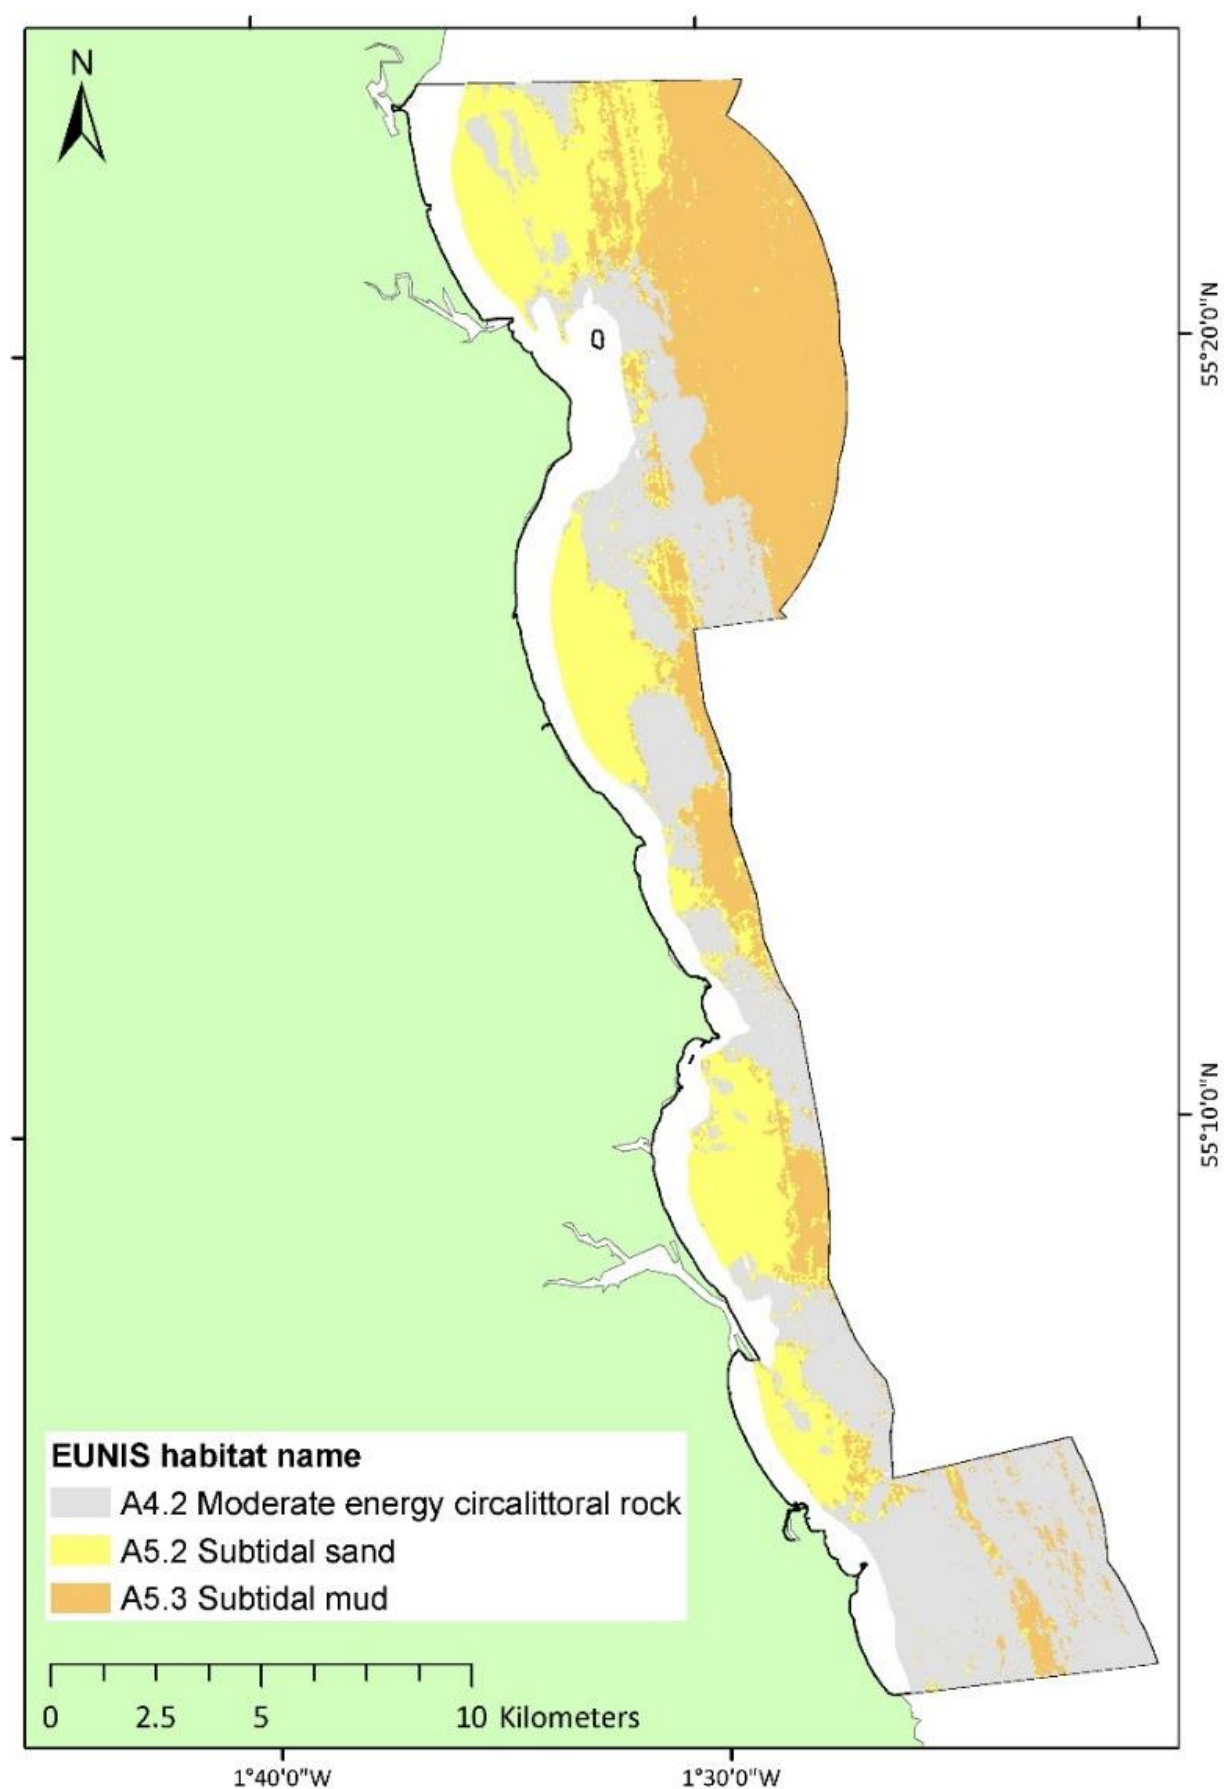 N
55°20'0"N
55°10'0"N
EUNIS habitat name
A4.2 Moderate energy circalittoral rock
A5.2 Subtidal sand
A5.3 Subtidal mud
0 2.5 5 10 Kilometers
1°40'0"W 1°30'0"W